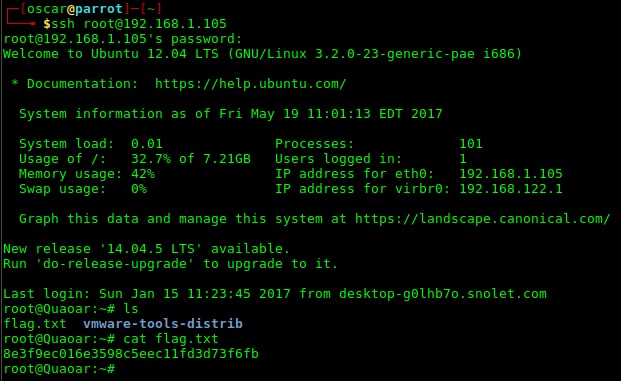 ┌─[oscar@parrot]─[~]
└──╼ $ssh root@192.168.1.105
root@192.168.1.105's password:
Welcome to Ubuntu 12.04 LTS (GNU/Linux 3.2.0-23-generic-pae i686)
* Documentation:  https://help.ubuntu.com/
System information as of Fri May 19 11:01:13 EDT 2017
System load:  0.01              Processes:             101
Usage of /:   32.7% of 7.21GB   Users logged in:       1
Memory usage: 42%               IP address for eth0:   192.168.1.105
Swap usage:   0%                IP address for virbr0: 192.168.122.1
Graph this data and manage this system at https://landscape.canonical.com/
New release '14.04.5 LTS' available.
Run 'do-release-upgrade' to upgrade to it.
Last login: Sun Jan 15 11:23:45 2017 from desktop-g0lhb7o.snolet.com
root@Quaoar:~# ls
flag.txt  vmware-tools-distrib
root@Quaoar:~# cat flag.txt
8e3f9ec016e3598c5eec11fd3d73f6fb
root@Quaoar:~#